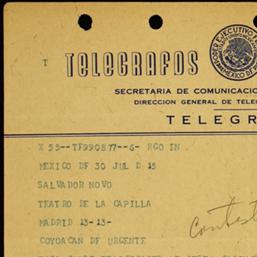 T TELEGRAFOS
SECRETARIA DE COMUNICACIO
DIRECCION GENERAL DE TELE
TELEGR
X 55--TF990877--6- RGO IN
MEXICO DF 30 JUL D 15
SALVADOR NOVO
TEATRO DE LA CAPILLA
MADRID 13-13-
COYOACAN DF URGENTE
Contest